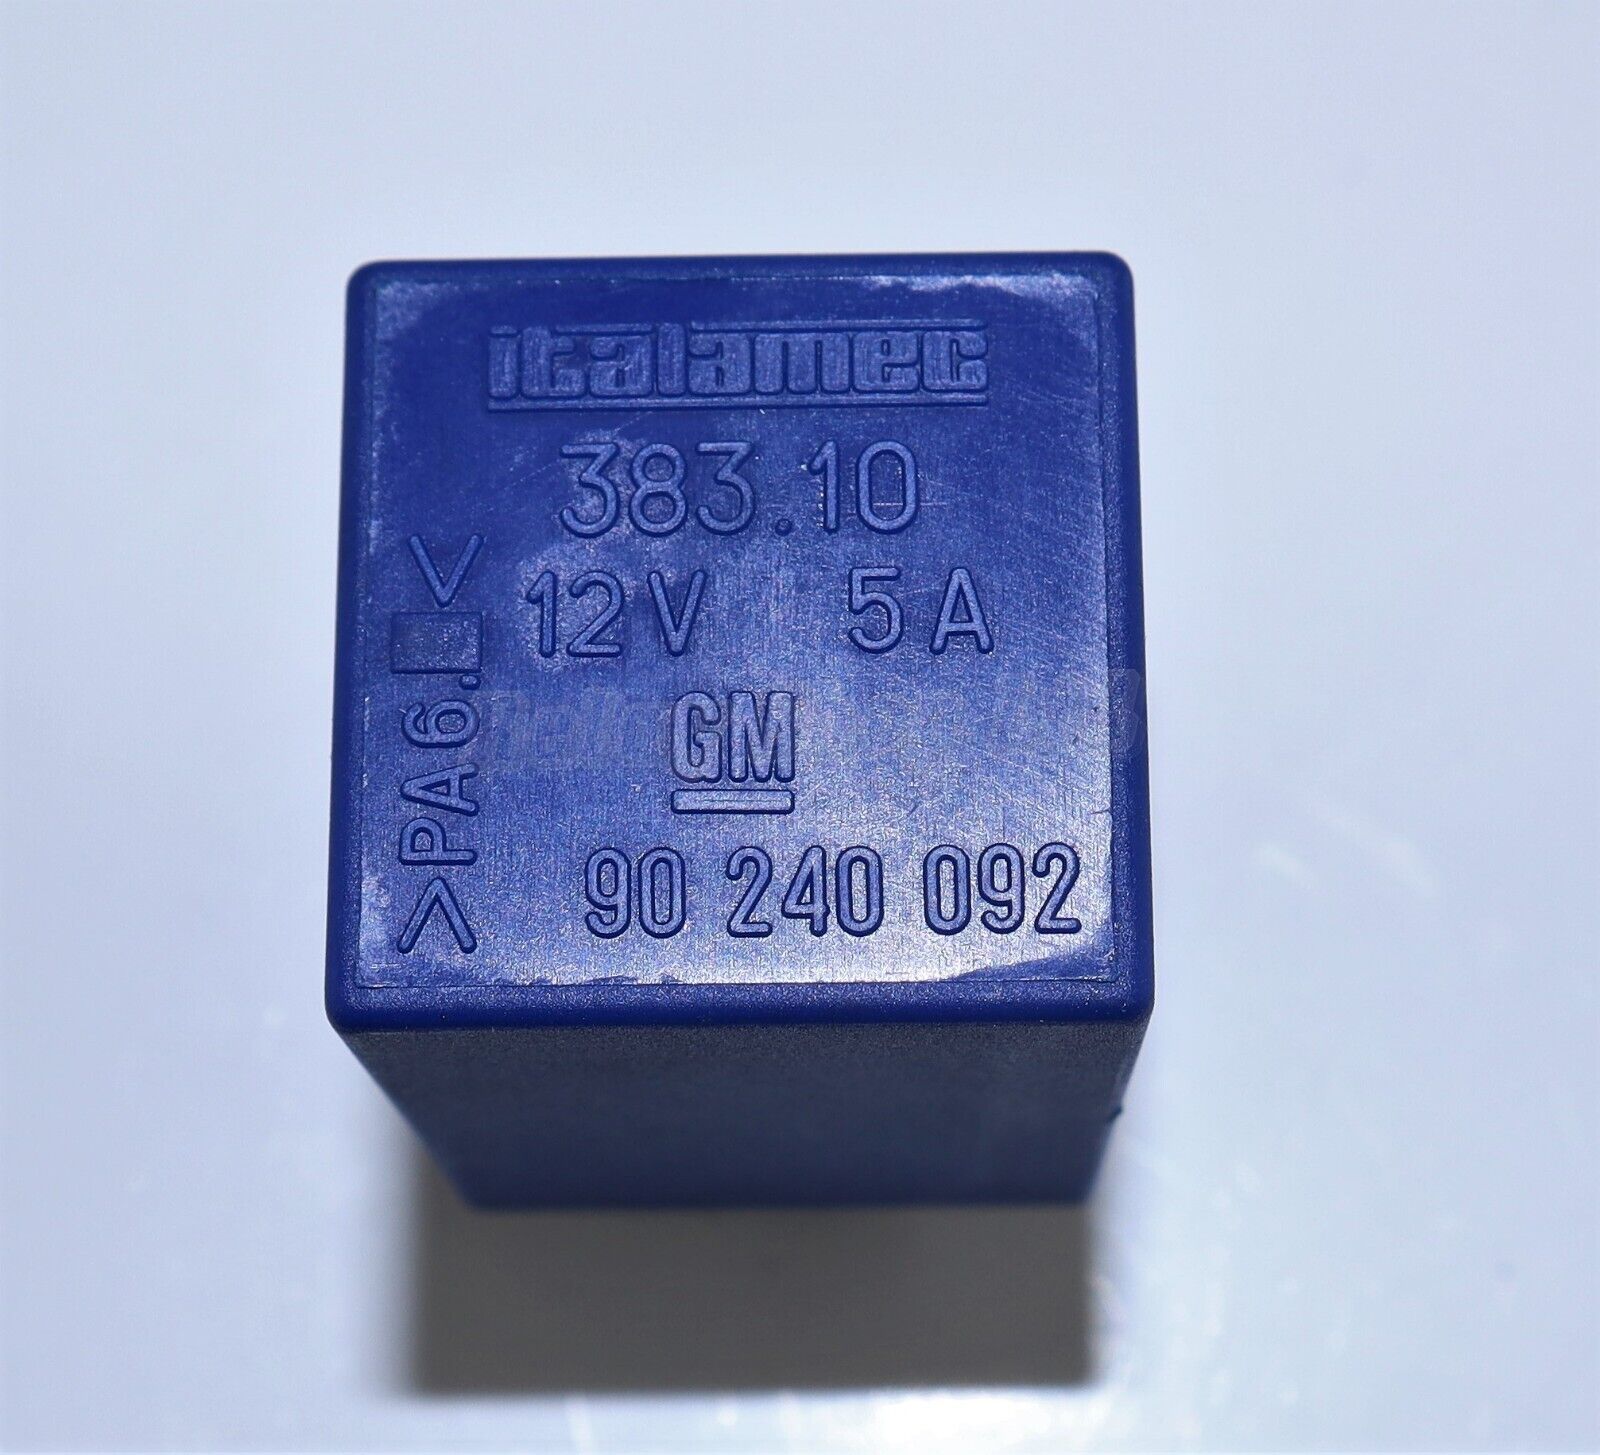 italamec
383.10
12V 5A
GM
90 240 092
>PA6.
<